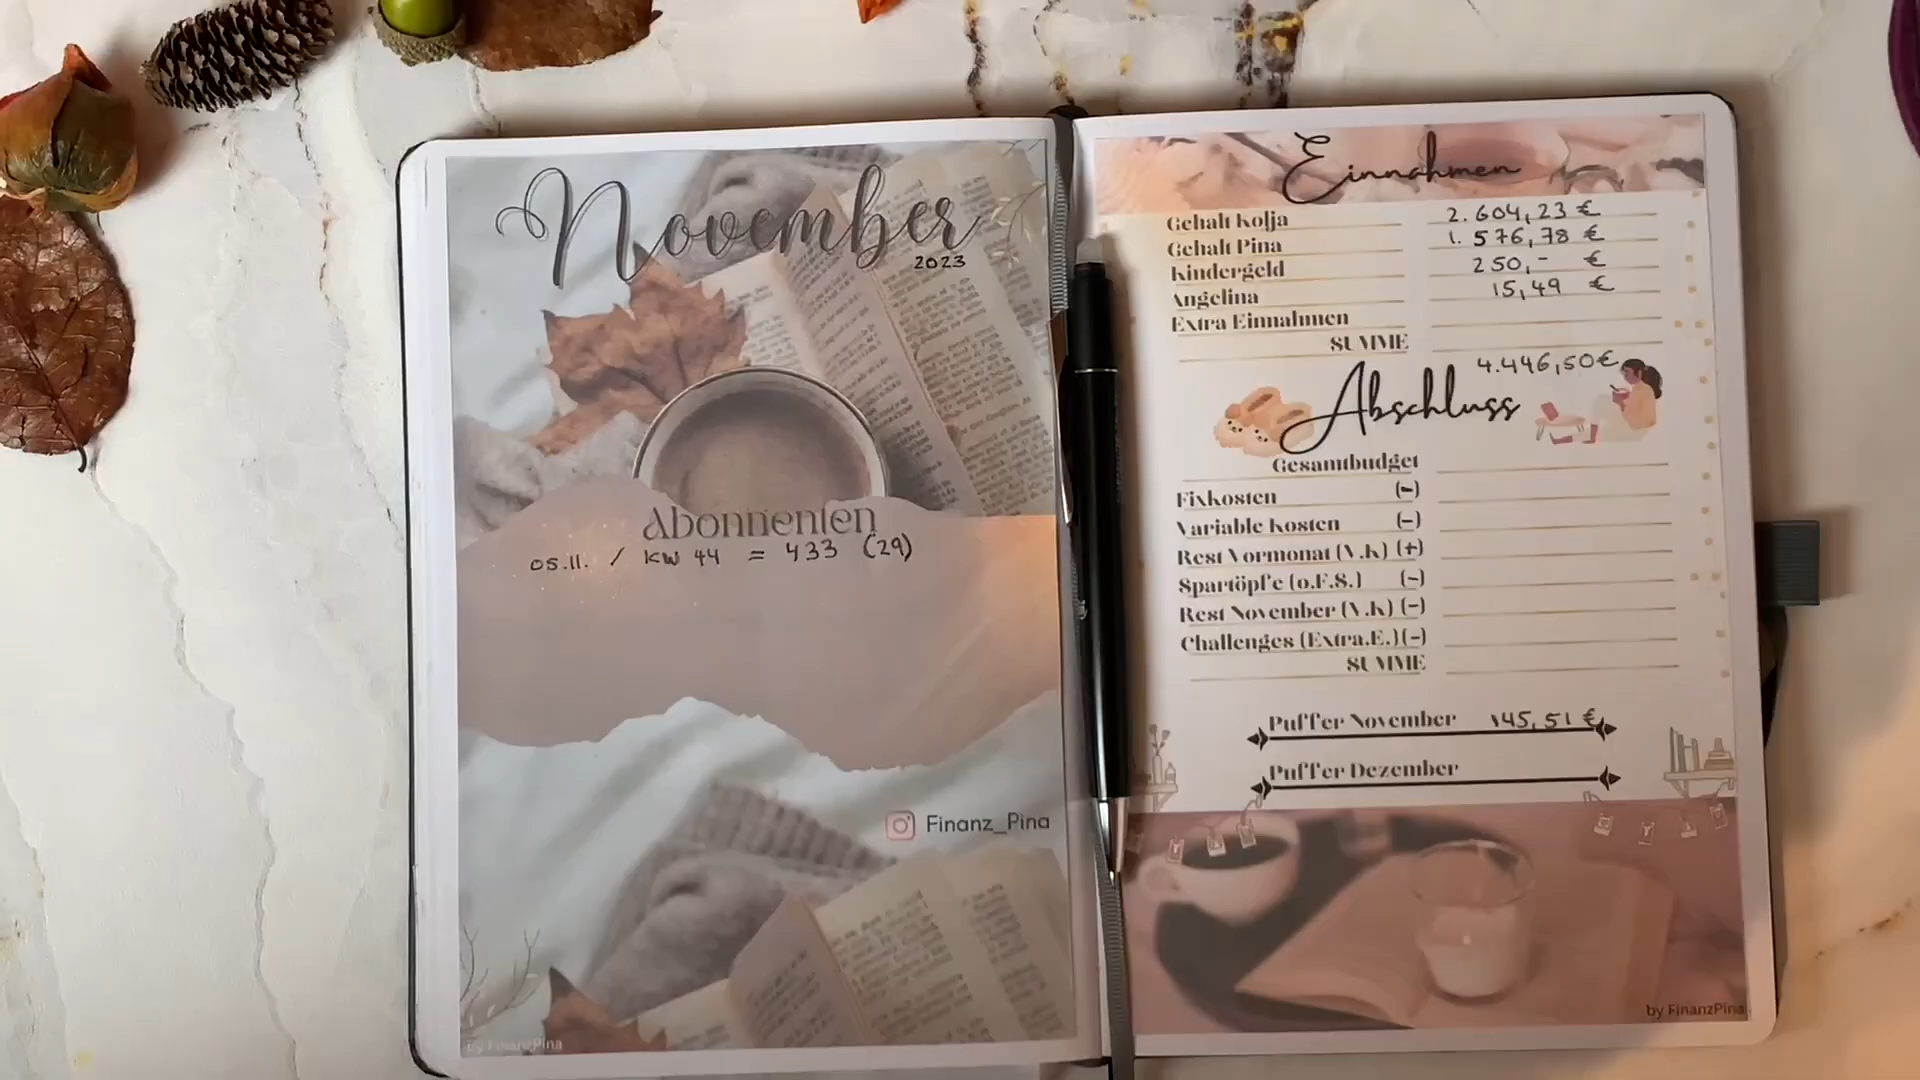 November
2023
Abonnenten
05.11. / KW 44 = 433 (29)
Finanz_Pina
by FinanzPina
Einnahmen
Gehalt Kolja 2.604,23 €
Gehalt Pina 1.576,78 €
Kindergeld 250,- €
Angelina 15,49 €
Extra Einnahmen
SUMME 4.446,50€
Abschluss
Gesamtbudget
Fixkosten (-)
Variable Kosten (-)
Rest Vormonat (V.K) (+)
Spartöpfe (o.F.S.) (-)
Rest November (V.K) (-)
Challenges (Extra.E.) (-)
SUMME
Puffer November 145,51 €
Puffer Dezember
by FinanzPina